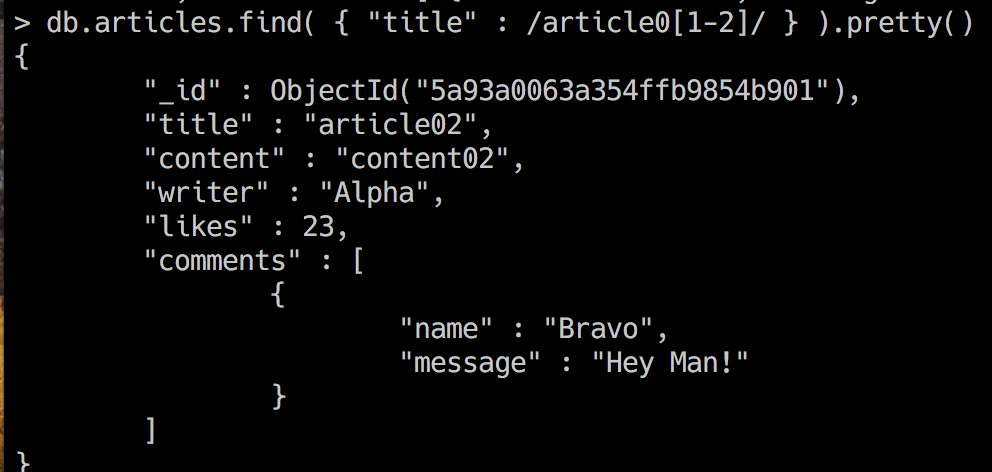 > db.articles.find( { "title" : /article0[1-2]/ } ).pretty()
{
        "_id" : ObjectId("5a93a0063a354ffb9854b901"),
        "title" : "article02",
        "content" : "content02",
        "writer" : "Alpha",
        "likes" : 23,
        "comments" : [
                {
                        "name" : "Bravo",
                        "message" : "Hey Man!"
                }
        ]
}